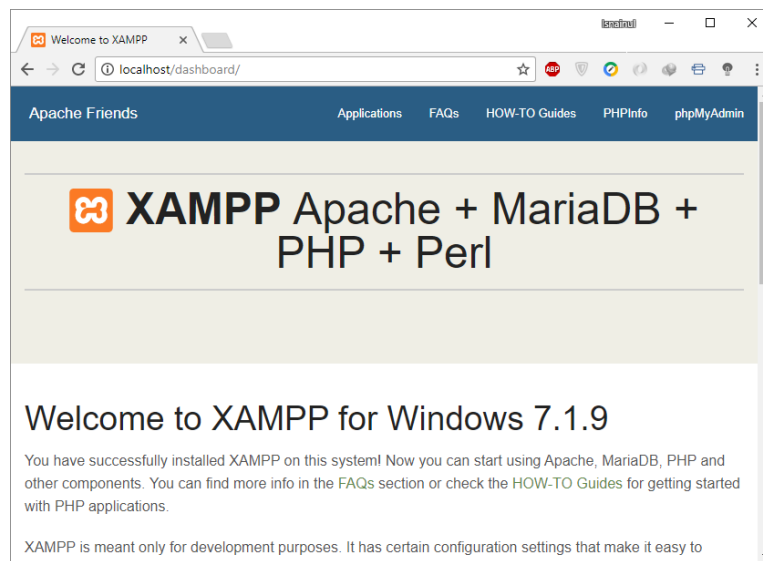 Isnainul
Welcome to XAMPP
localhost/dashboard/
ABP
Apache Friends Applications FAQs HOW-TO Guides PHPInfo phpMyAdmin
XAMPP Apache + MariaDB +
PHP + Perl
Welcome to XAMPP for Windows 7.1.9
You have successfully installed XAMPP on this system! Now you can start using Apache, MariaDB, PHP and
other components. You can find more info in the FAQs section or check the HOW-TO Guides for getting started
with PHP applications.
XAMPP is meant only for development purposes. It has certain configuration settings that make it easy to